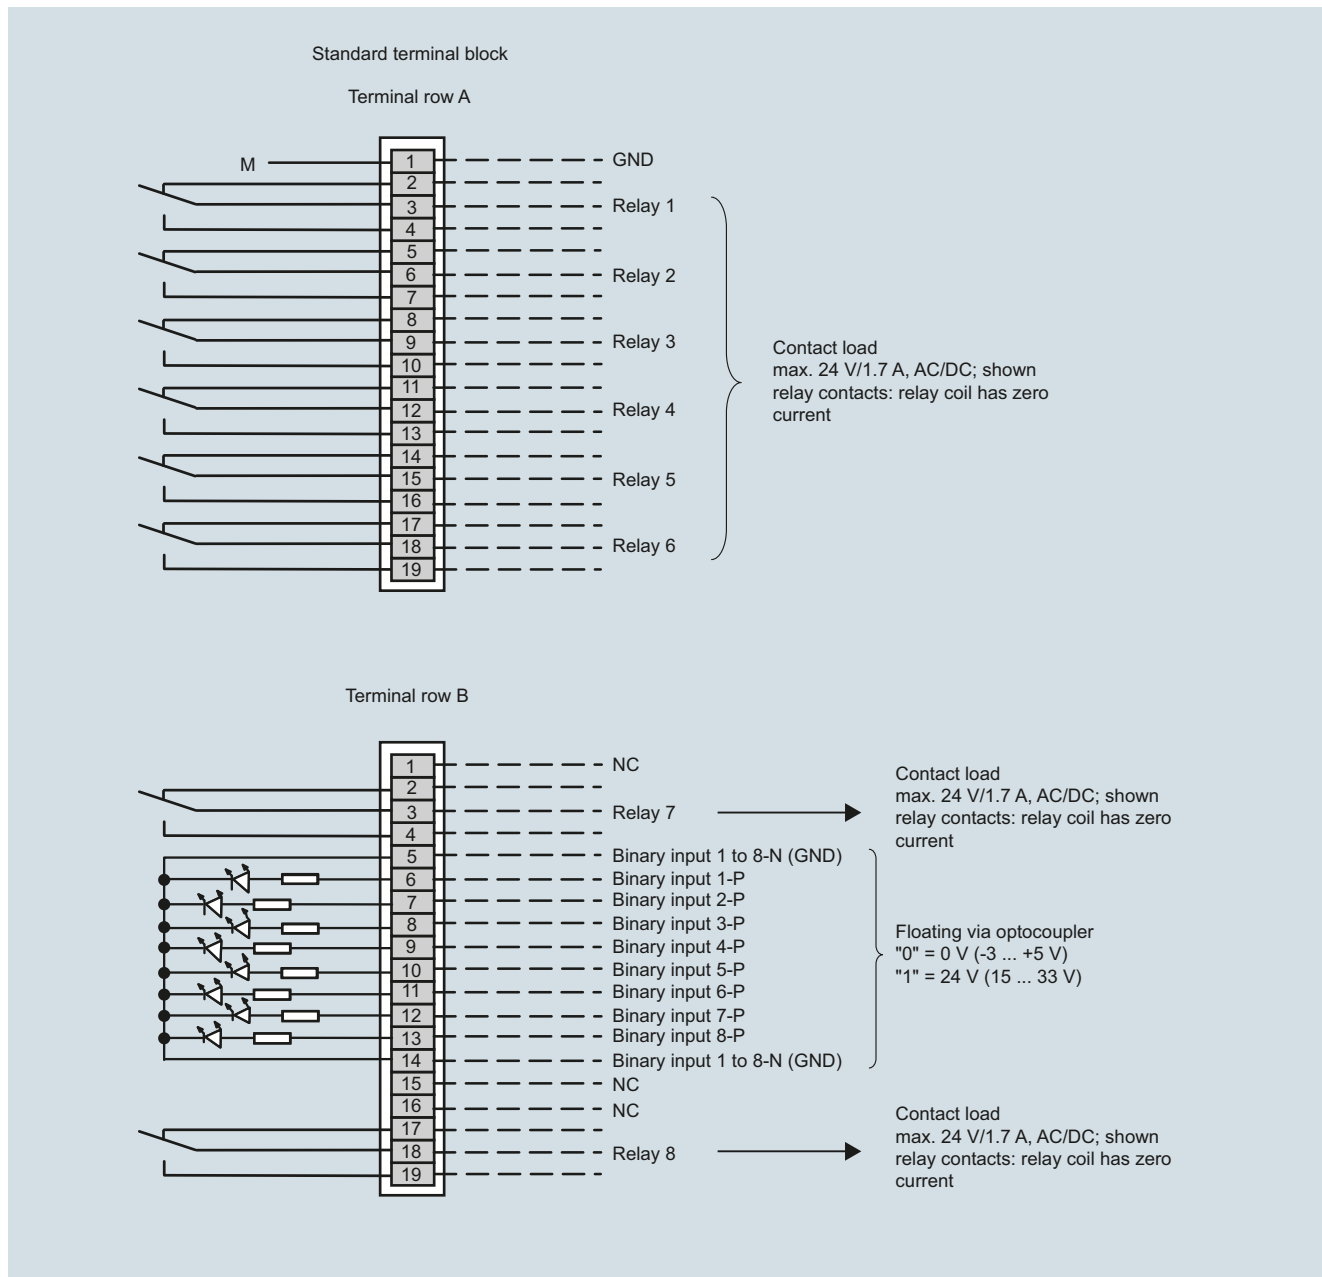 Standard terminal block
Terminal row A
M
1
GND
2
3
Relay 1
4
5
6
Relay 2
7
8
9
Relay 3
10
11
12
Relay 4
13
14
15
Relay 5
16
17
18
Relay 6
19
Contact load
max. 24 V/1.7 A, AC/DC; shown
relay contacts: relay coil has zero
current
Terminal row B
1
NC
2
3
Relay 7
4
Contact load
max. 24 V/1.7 A, AC/DC; shown
relay contacts: relay coil has zero
current
5
Binary input 1 to 8-N (GND)
6
Binary input 1-P
7
Binary input 2-P
8
Binary input 3-P
9
Binary input 4-P
10
Binary input 5-P
11
Binary input 6-P
12
Binary input 7-P
13
Binary input 8-P
14
Binary input 1 to 8-N (GND)
Floating via optocoupler
"0" = 0 V (-3 ... +5 V)
"1" = 24 V (15 ... 33 V)
15
NC
16
NC
17
18
Relay 8
19
Contact load
max. 24 V/1.7 A, AC/DC; shown
relay contacts: relay coil has zero
current